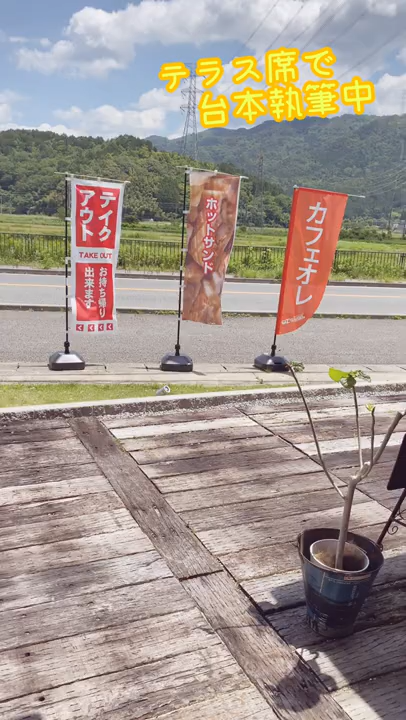 テラス席で
台本執筆中
テイク
アウト
TAKE OUT
お持ち帰り
出来ます
ホットサンド
カフェオレ